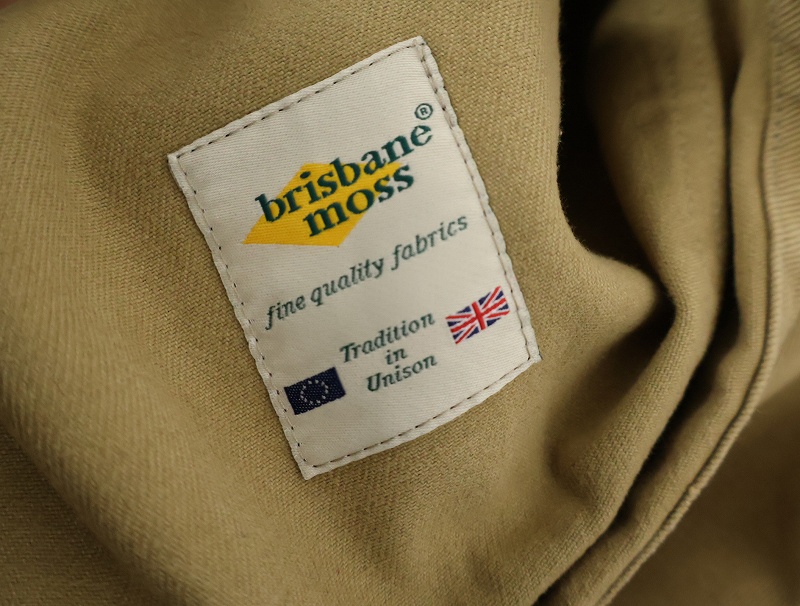 brisbane®
moss
fine quality fabrics
Tradition
in
Unison